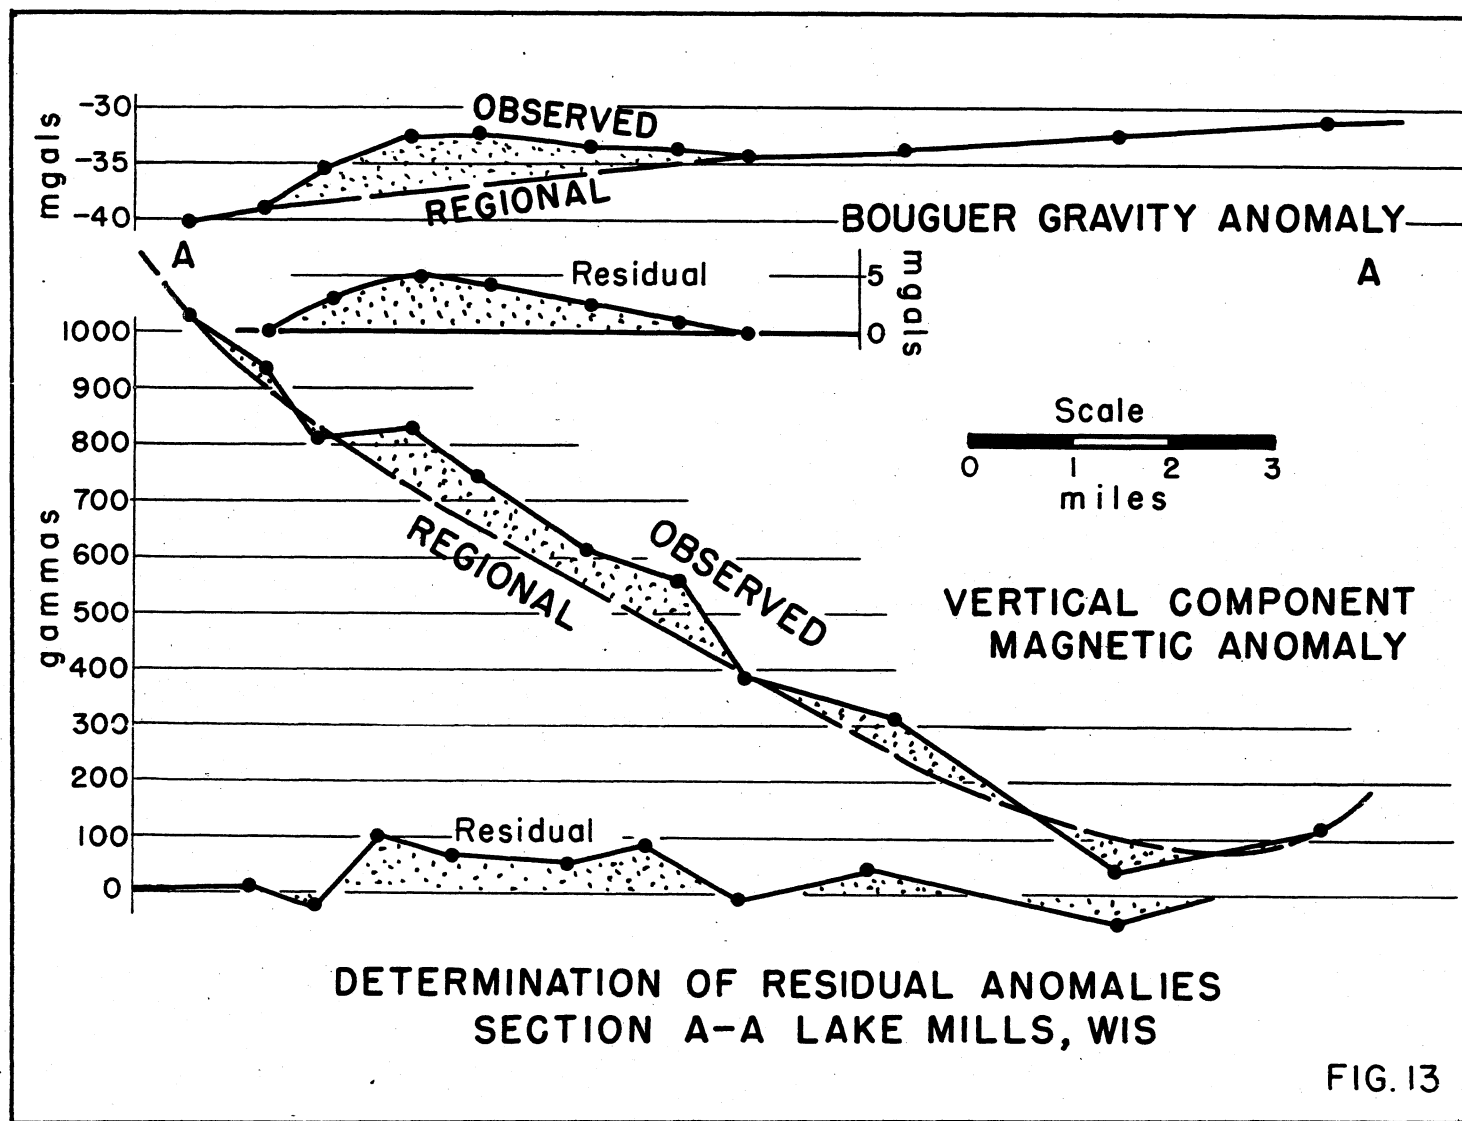 -30
OBSERVED
mgals
-35
REGIONAL
-40
BOUGUER GRAVITY ANOMALY
A
A
Residual
5
mgals
0
1000
900
800
700
600
500
400
300
200
100
0
gammas
Scale
0 1 2 3
miles
REGIONAL
OBSERVED
VERTICAL COMPONENT
MAGNETIC ANOMALY
Residual
DETERMINATION OF RESIDUAL ANOMALIES
SECTION A-A LAKE MILLS, WIS
FIG. 13